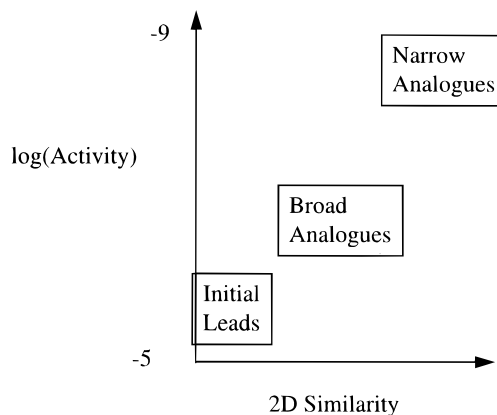 -9
Narrow
Analogues
log(Activity)
Broad
Analogues
Initial
Leads
-5
2D Similarity